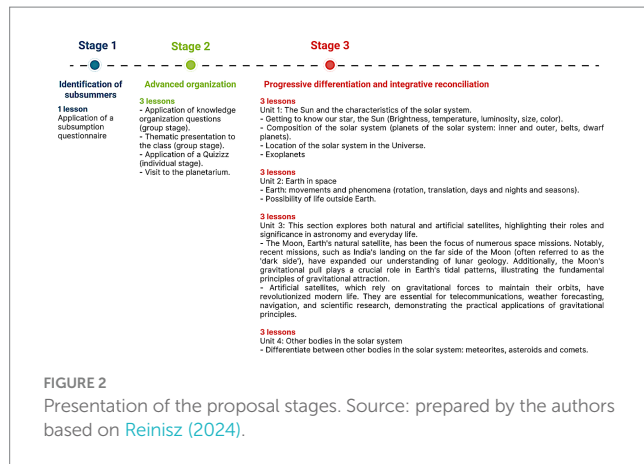 Stage 1
Stage 2
Stage 3
Identification of
subsummers
1 lesson
Application of a
subsumption
questionnaire
Advanced organization
3 lessons
- Application of knowledge
organization questions
(group stage).
- Thematic presentation to
the class (group stage).
- Application of a Quizizz
(individual stage).
- Visit to the planetarium.
Progressive differentiation and integrative reconciliation
3 lessons
Unit 1: The Sun and the characteristics of the solar system.
- Getting to know our star, the Sun (Brightness, temperature, luminosity, size, color).
- Composition of the solar system (planets of the solar system: inner and outer, belts, dwarf
planets).
- Location of the solar system in the Universe.
- Exoplanets
3 lessons
Unit 2: Earth in space
- Earth: movements and phenomena (rotation, translation, days and nights and seasons).
- Possibility of life outside Earth.
3 lessons
Unit 3: This section explores both natural and artificial satellites, highlighting their roles and
significance in astronomy and everyday life.
- The Moon, Earth's natural satellite, has been the focus of numerous space missions. Notably,
recent missions, such as India's landing on the far side of the Moon (often referred to as the
'dark side'), have expanded our understanding of lunar geology. Additionally, the Moon's
gravitational pull plays a crucial role in Earth's tidal patterns, illustrating the fundamental
principles of gravitational attraction.
- Artificial satellites, which rely on gravitational forces to maintain their orbits, have
revolutionized modern life. They are essential for telecommunications, weather forecasting,
navigation, and scientific research, demonstrating the practical applications of gravitational
principles.
3 lessons
Unit 4: Other bodies in the solar system
- Differentiate between other bodies in the solar system: meteorites, asteroids and comets.
FIGURE 2
Presentation of the proposal stages. Source: prepared by the authors
based on Reinisz (2024).